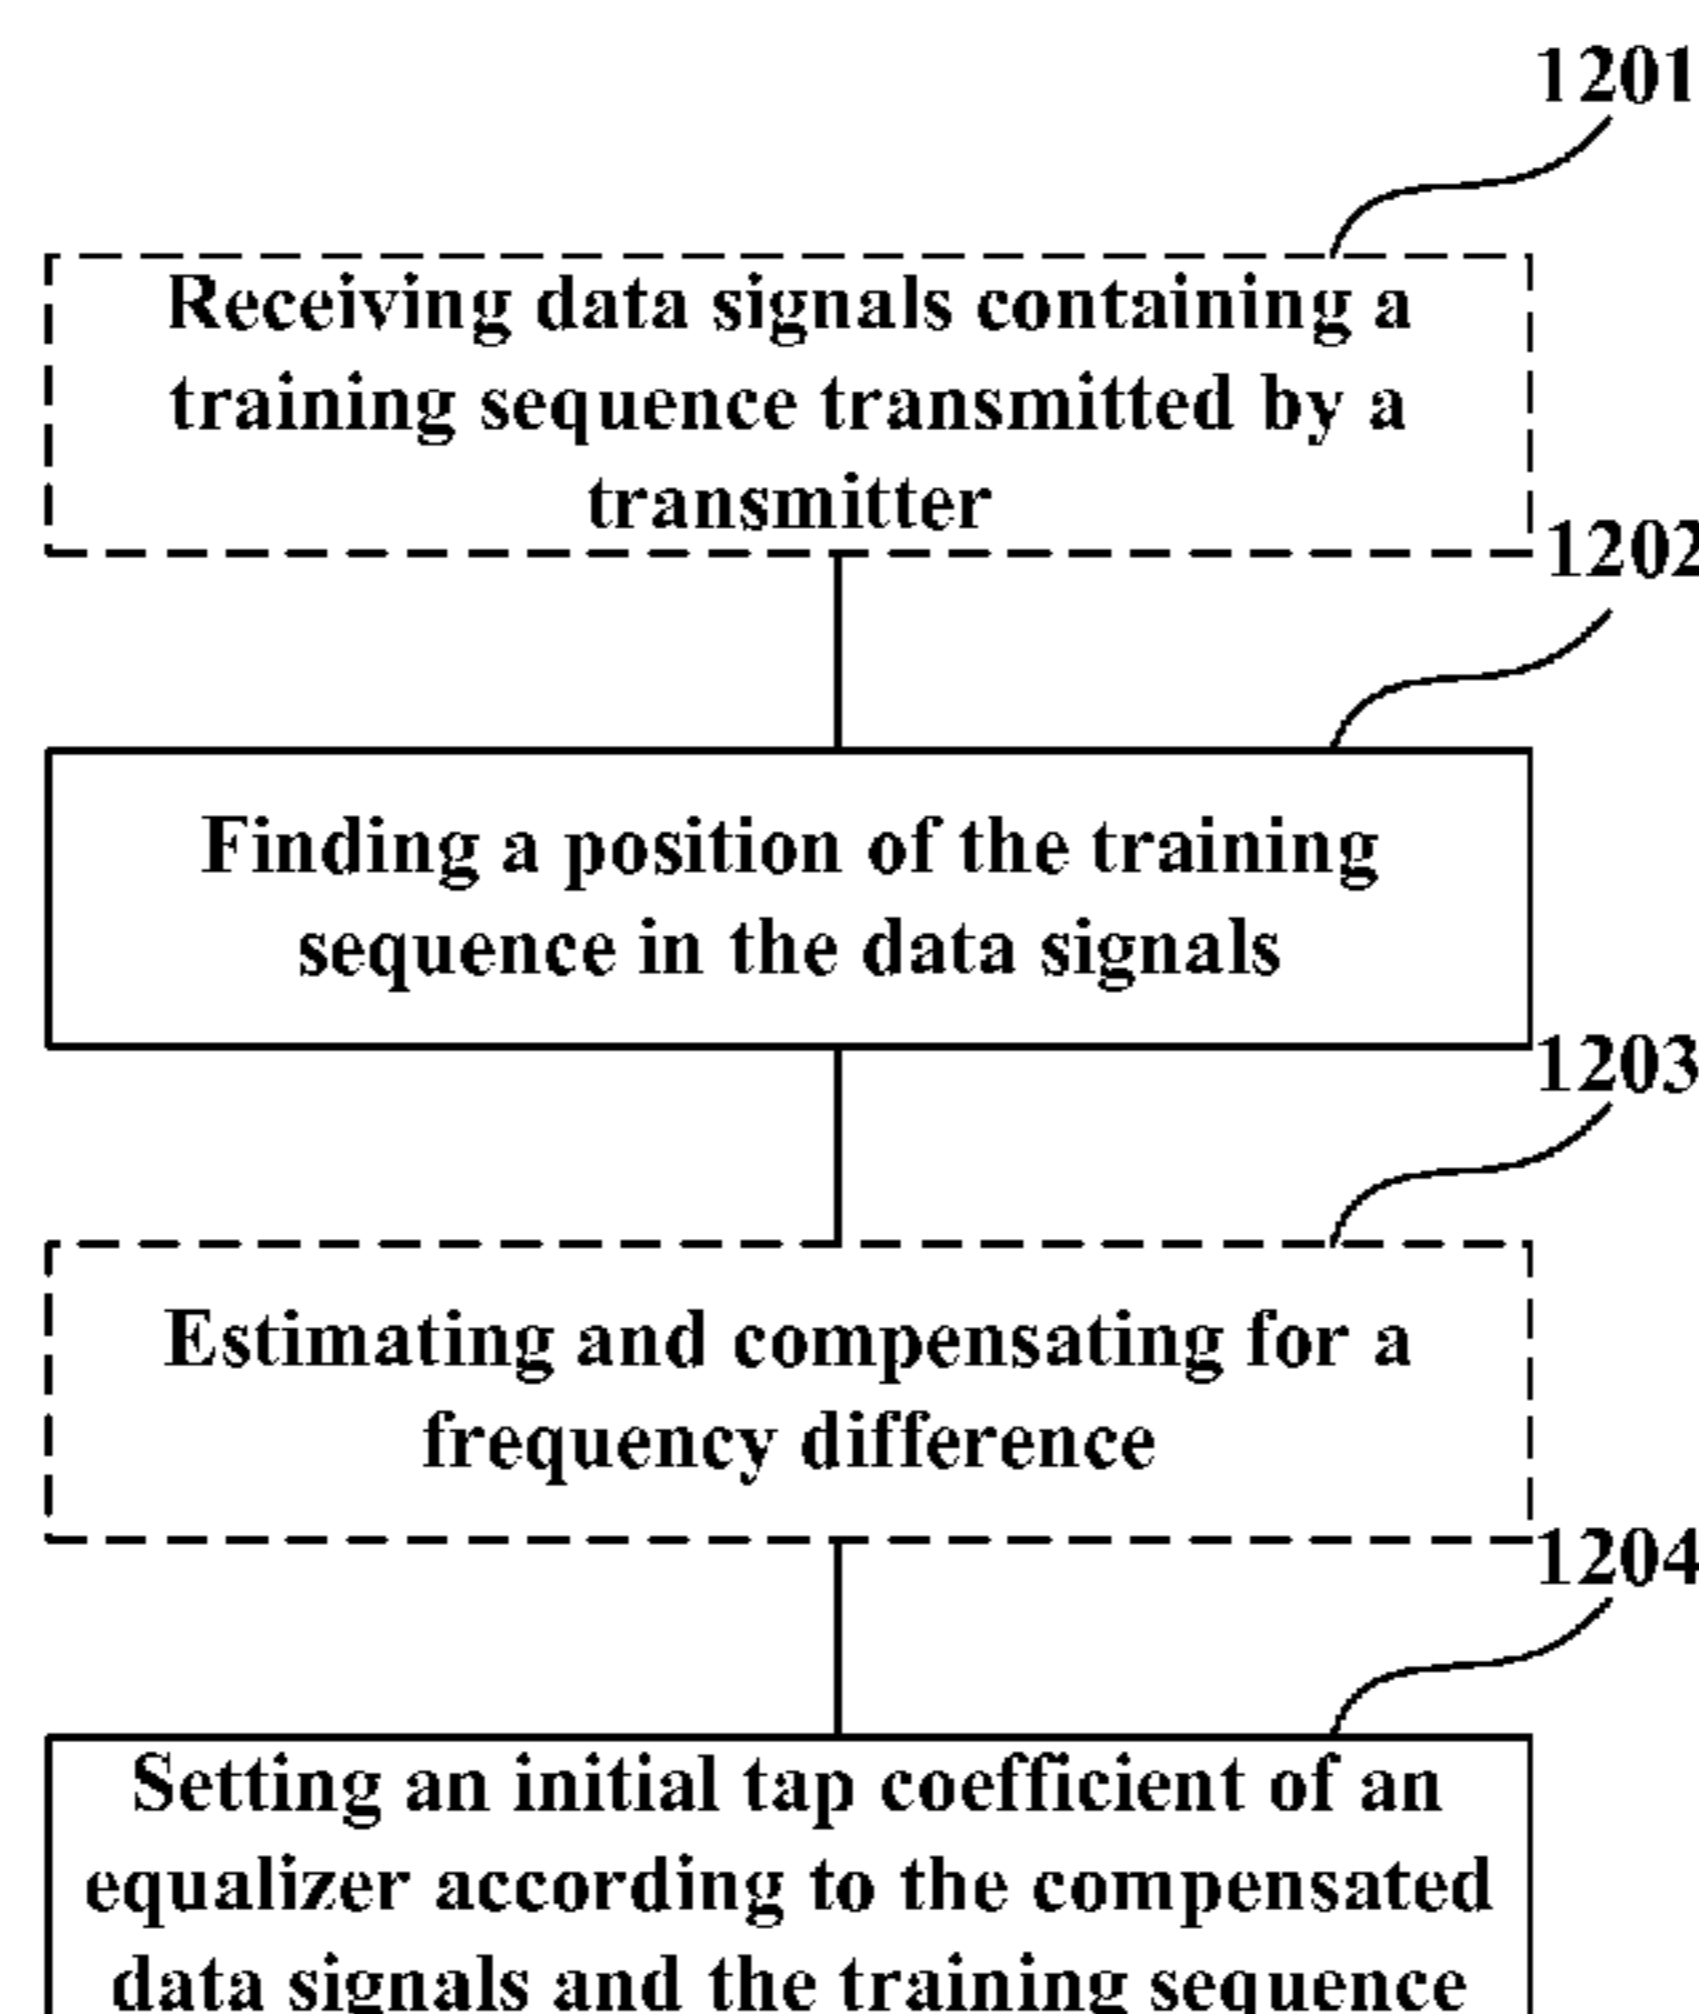 1201
Receiving data signals containing a
training sequence transmitted by a
transmitter
1202
Finding a position of the training
sequence in the data signals
1203
Estimating and compensating for a
frequency difference
1204
Setting an initial tap coefficient of an
equalizer according to the compensated
data signals and the training sequence